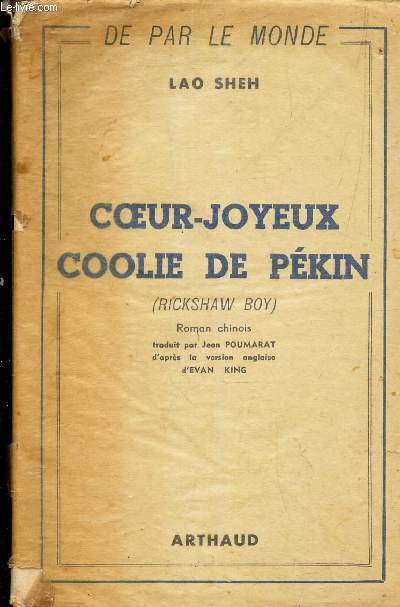 Le-livre.com
DE PAR LE MONDE
LAO SHEH
CŒUR-JOYEUX
COOLIE DE PÉKIN
(RICKSHAW BOY)
Roman chinois
traduit par Jean POUMARAT
d'après la version anglaise
d'EVAN KING
ARTHAUD